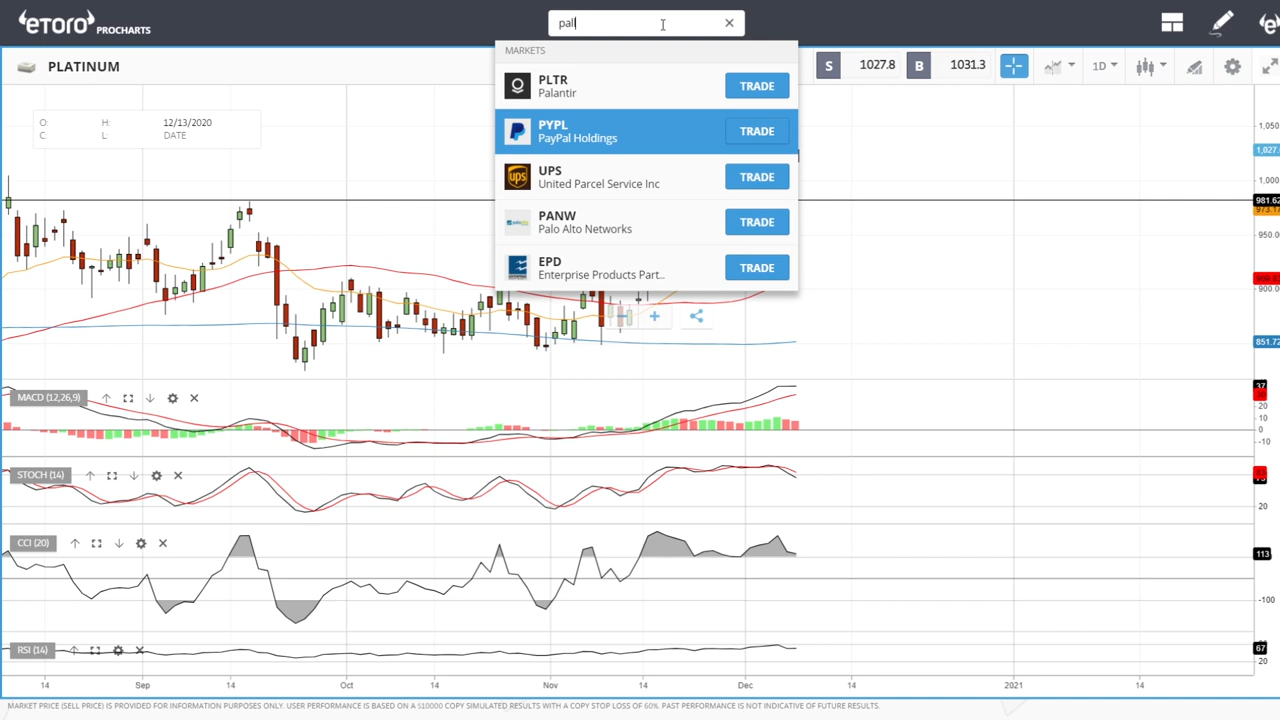 eToro PROCHARTS
pall
MARKETS
PLTR
Palantir
TRADE
PYPL
PayPal Holdings
TRADE
UPS
United Parcel Service Inc
TRADE
PANW
Palo Alto Networks
TRADE
EPD
Enterprise Products Part..
TRADE
PLATINUM
S 1027.8 B 1031.3 1D
O: H: 12/13/2020
C: L: DATE
1,050
1,000
981.62
950.00
900.00
851.72
MACD (12,26,9)
37
20
10
0
-10
STOCH (14)
20
CCI (20)
113
-100
RSI (14)
67
20
14 Sep 14 Oct 14 Nov 14 Dec 14 2021 14
MARKET PRICE (SELL PRICE) IS PROVIDED FOR INFORMATION PURPOSES ONLY. USER PERFORMANCE IS BASED ON A $10000 COPY SIMULATED RESULTS WITH A COPY STOP LOSS OF 60%. PAST PERFORMANCE IS NOT INDICATIVE OF FUTURE RESULTS.